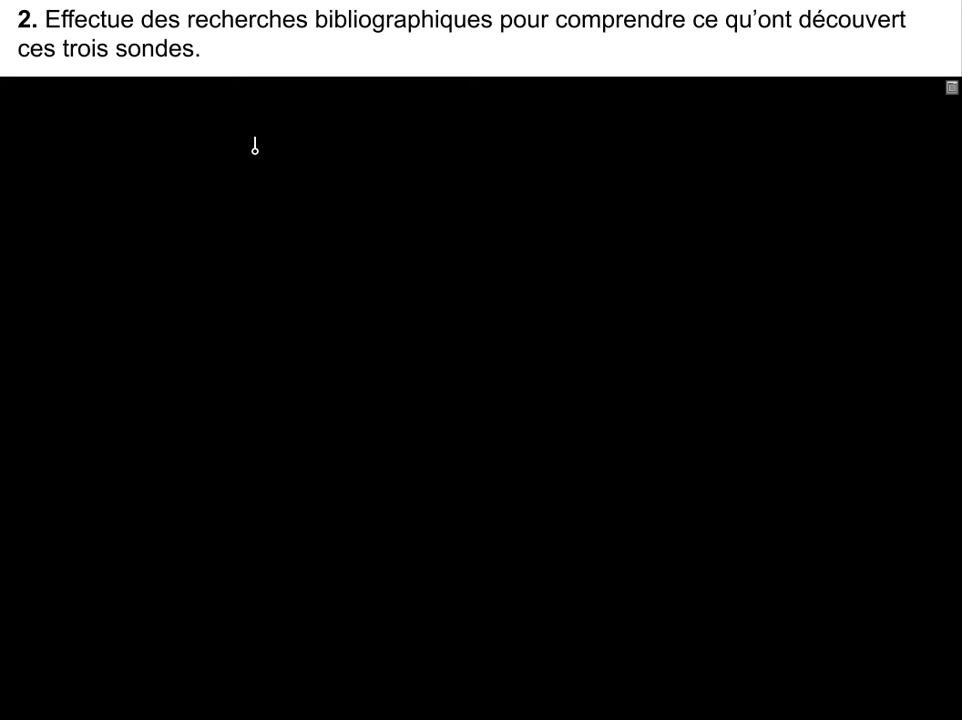 2. Effectue des recherches bibliographiques pour comprendre ce qu’ont découvert
ces trois sondes.